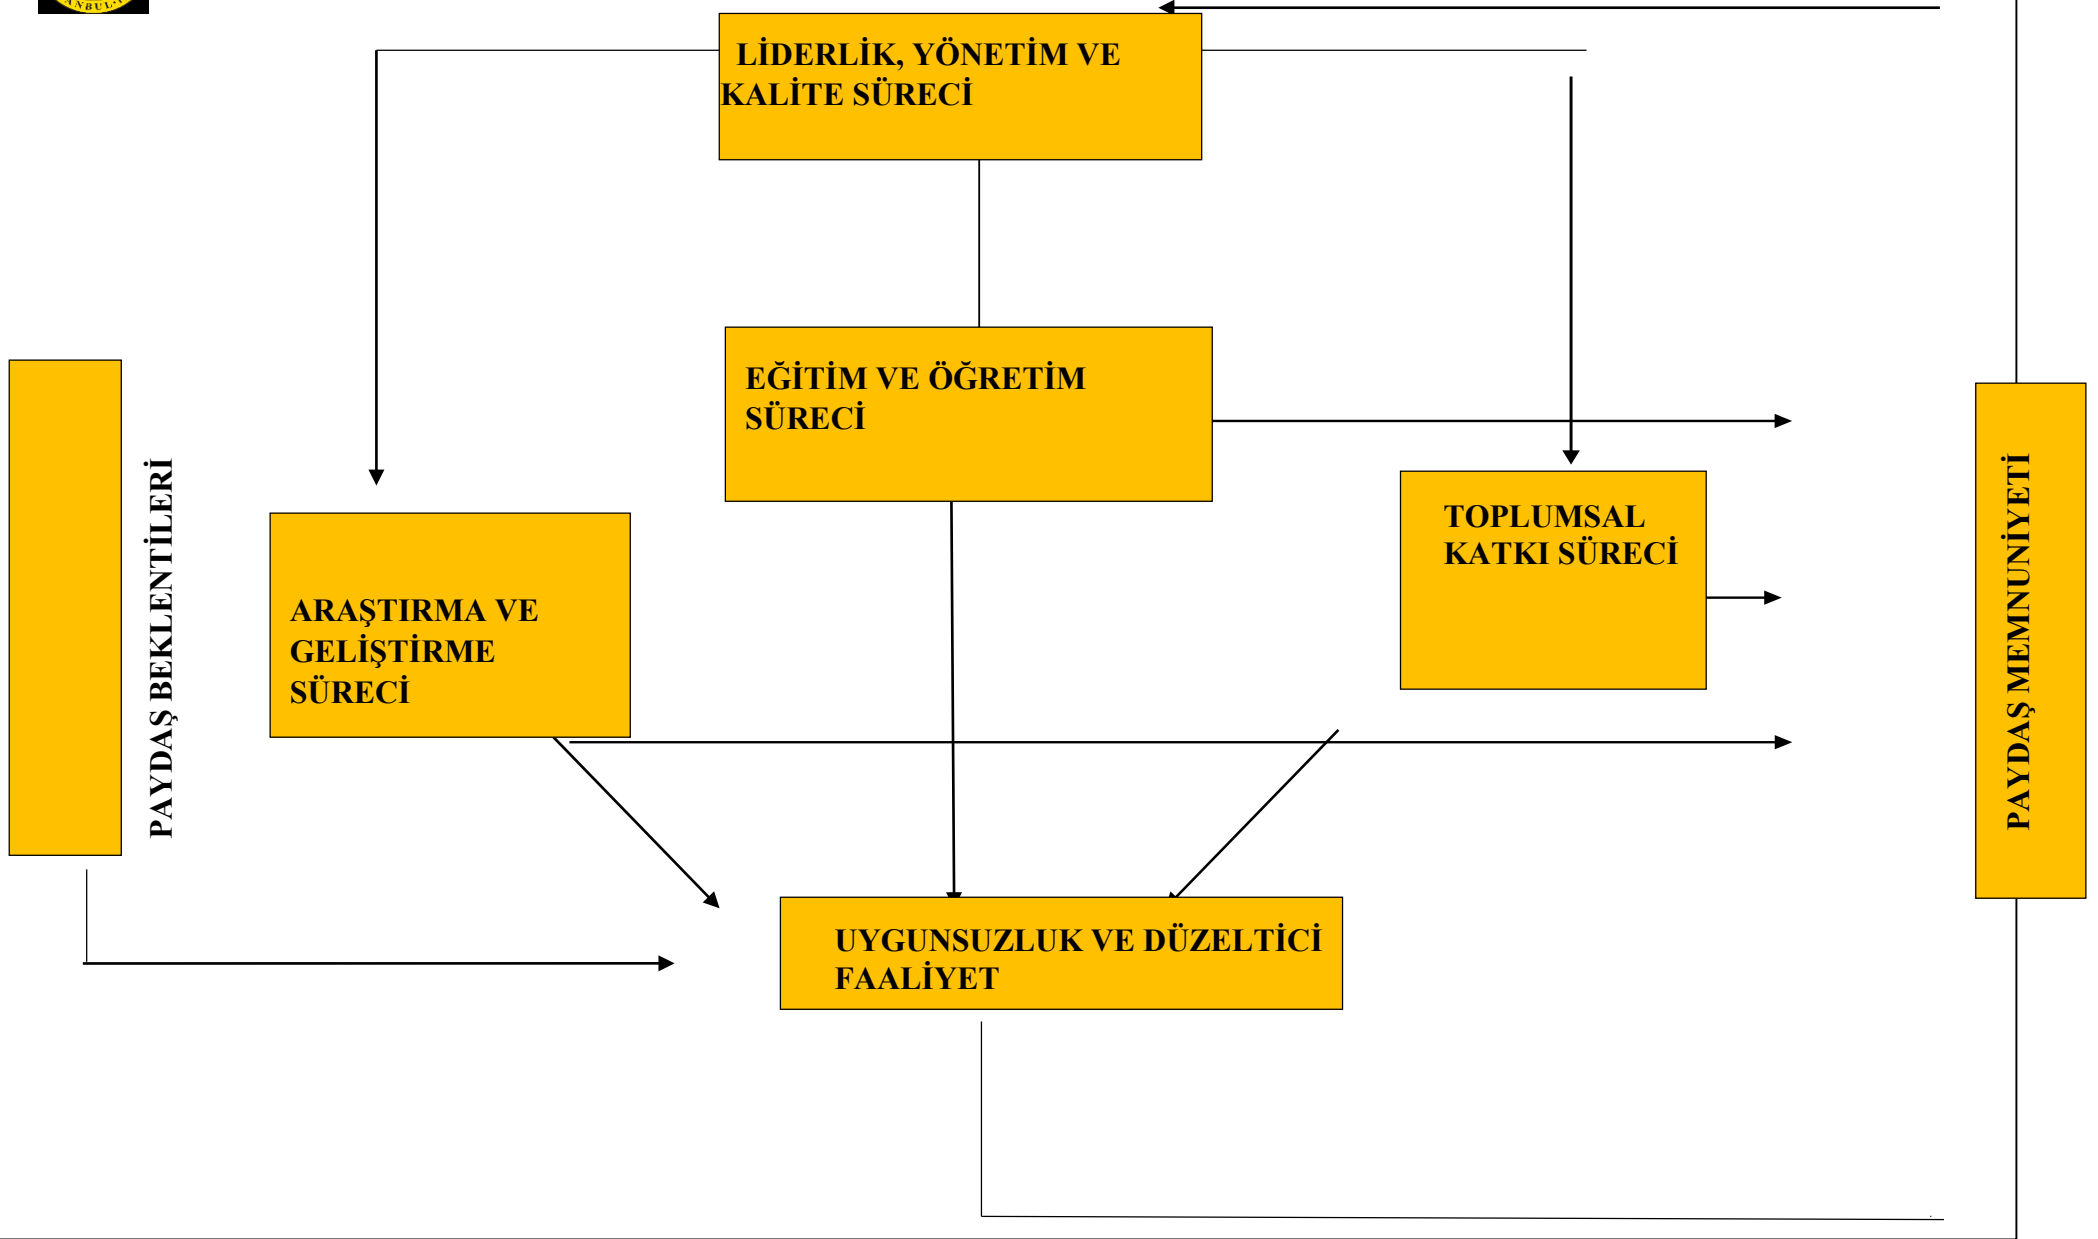 LİDERLİK, YÖNETİM VE
KALİTE SÜRECİ
EĞİTİM VE ÖĞRETİM
SÜRECİ
PAYDAŞ BEKLENTİLERİ
ARAŞTIRMA VE
GELİŞTİRME
SÜRECİ
TOPLUMSAL
KATKI SÜRECİ
PAYDAŞ MEMNUNİYETİ
UYGUNSUZLUK VE DÜZELTİCİ
FAALİYET